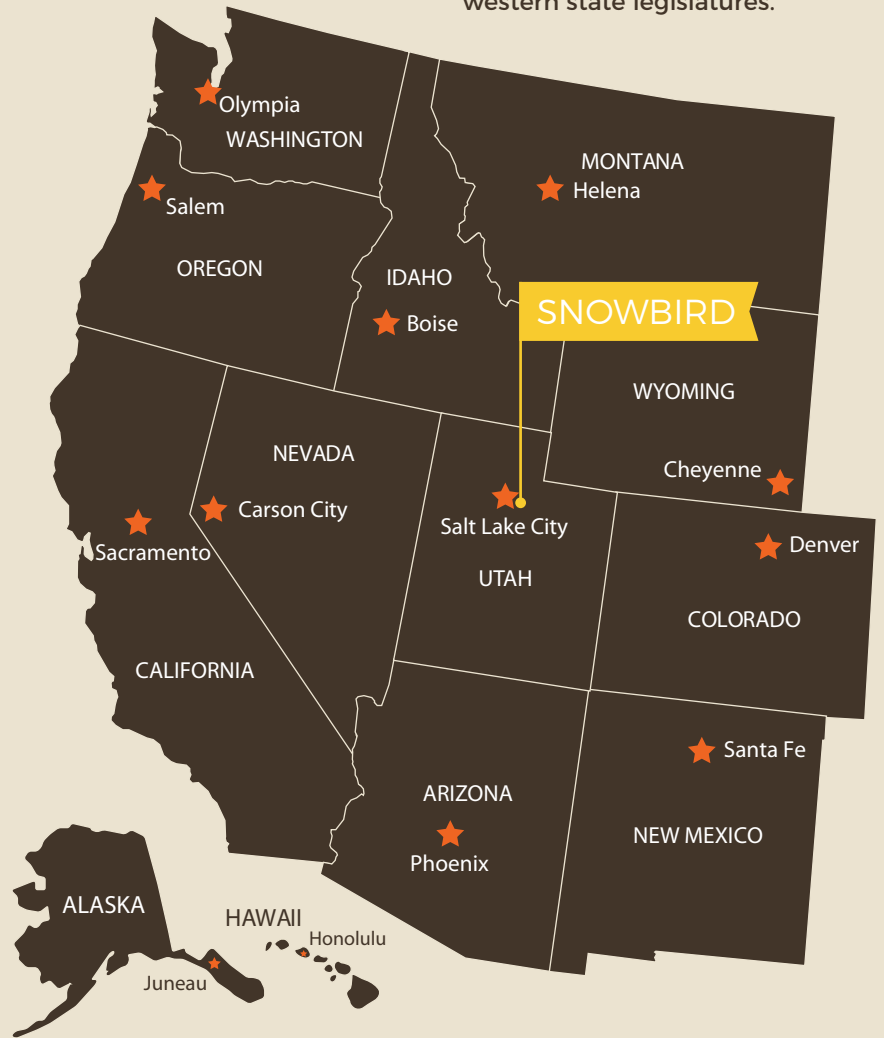 western state legislatures.
Olympia
WASHINGTON
MONTANA
Helena
Salem
OREGON
IDAHO
Boise
SNOWBIRD
WYOMING
NEVADA
Cheyenne
Carson City
Salt Lake City
Sacramento
Denver
UTAH
COLORADO
CALIFORNIA
Santa Fe
ARIZONA
NEW MEXICO
Phoenix
ALASKA
HAWAII
Honolulu
Juneau